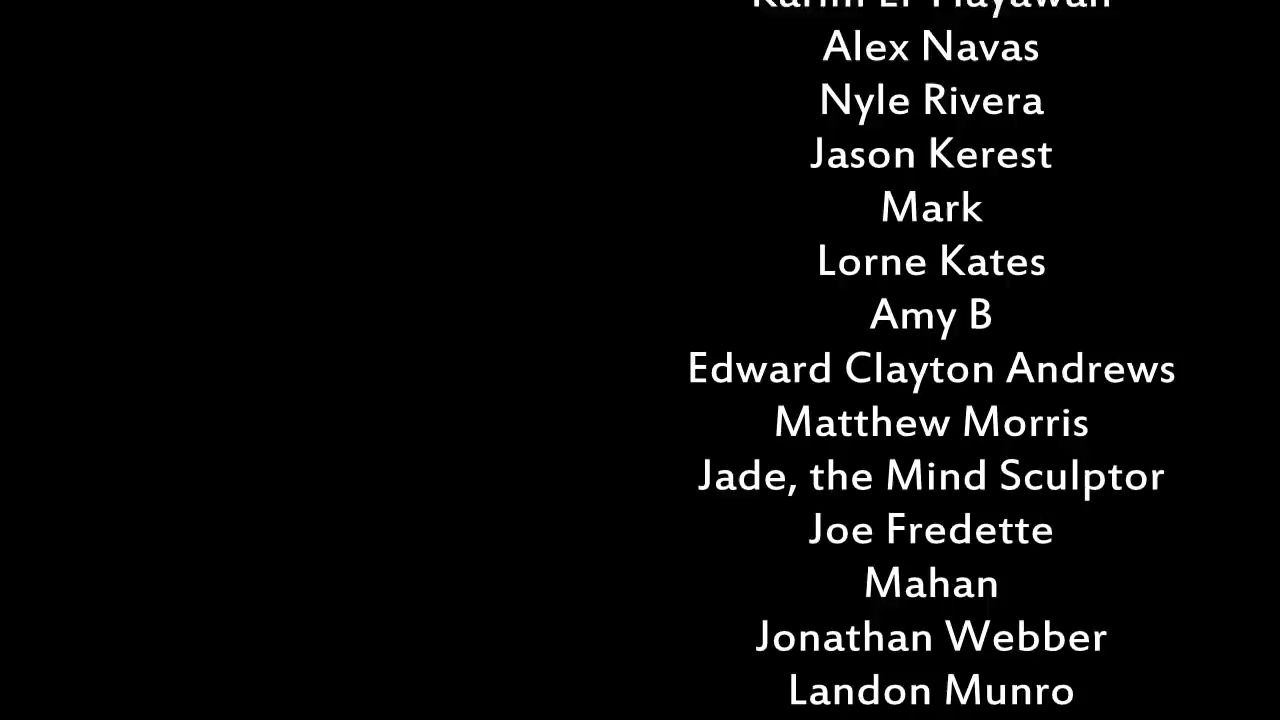 Alex Navas
Nyle Rivera
Jason Kerest
Mark
Lorne Kates
Amy B
Edward Clayton Andrews
Matthew Morris
Jade, the Mind Sculptor
Joe Fredette
Mahan
Jonathan Webber
Landon Munro